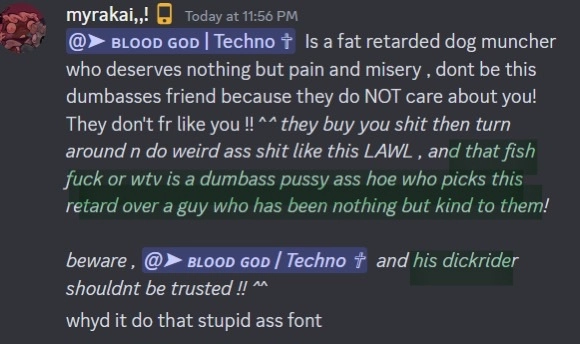 myrakai,,! Today at 11:56 PM
@➤ ʙʟᴏᴏᴅ ɢᴏᴅ | Techno ✝ Is a fat retarded dog muncher
who deserves nothing but pain and misery , dont be this
dumbasses friend because they do NOT care about you!
They don't fr like you !! ^^ they buy you shit then turn
around n do weird ass shit like this LAWL , and that fish
fuck or wtv is a dumbass pussy ass hoe who picks this
retard over a guy who has been nothing but kind to them!
beware , @➤ ʙʟᴏᴏᴅ ɢᴏᴅ | Techno ✝ and his dickrider
shouldnt be trusted !! ^^
whyd it do that stupid ass font